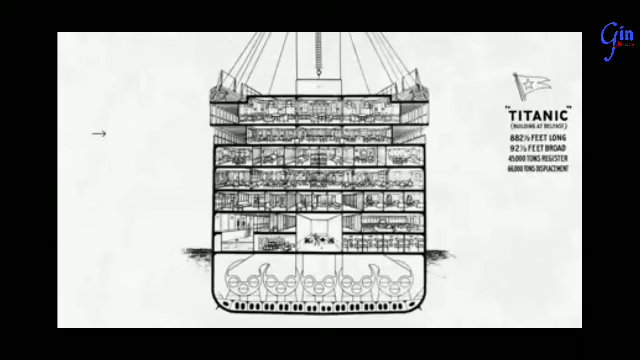 Gin
"TITANIC"
(BUILDING AT BELFAST)
882½ FEET LONG
92½ FEET BROAD
45,000 TONS REGISTER
66,000 TONS DISPLACEMENT